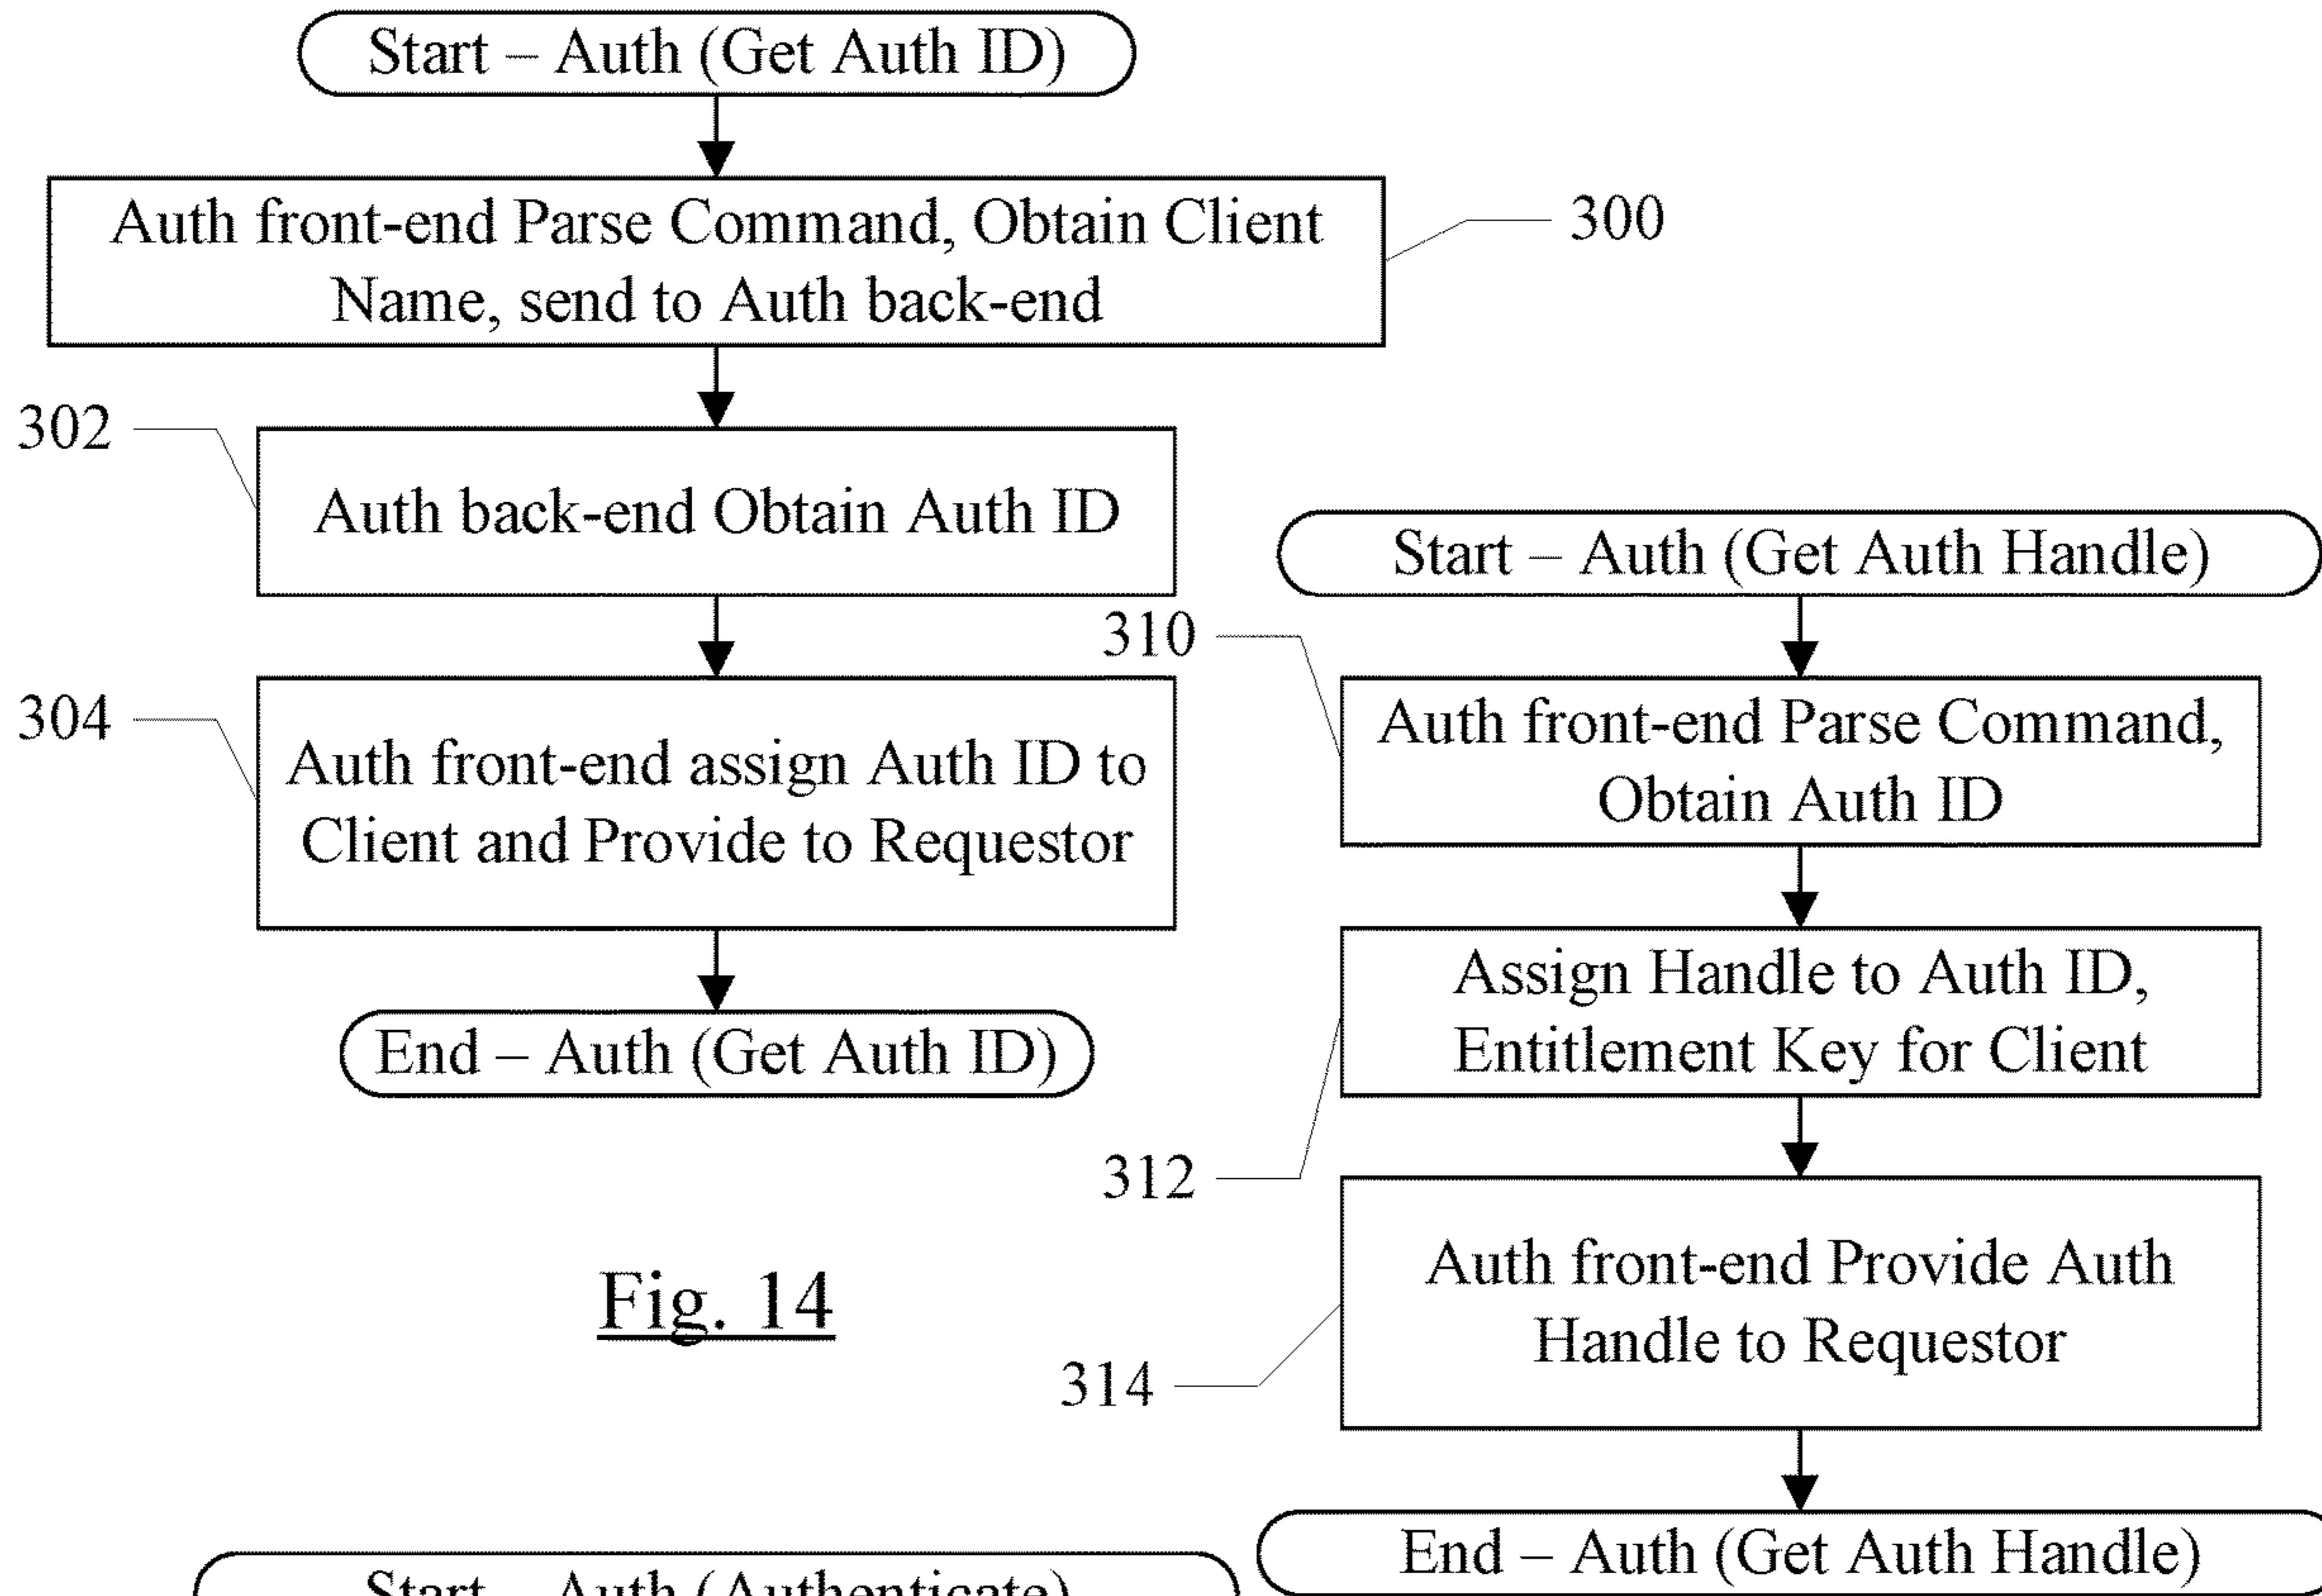 Start – Auth (Get Auth ID)
Auth front-end Parse Command, Obtain Client
Name, send to Auth back-end
300
302
Auth back-end Obtain Auth ID
304
Auth front-end assign Auth ID to
Client and Provide to Requestor
End – Auth (Get Auth ID)
Fig. 14
Start – Auth (Get Auth Handle)
310
Auth front-end Parse Command,
Obtain Auth ID
Assign Handle to Auth ID,
Entitlement Key for Client
312
Auth front-end Provide Auth
Handle to Requestor
314
End – Auth (Get Auth Handle)
Start – Auth (Authenticate)